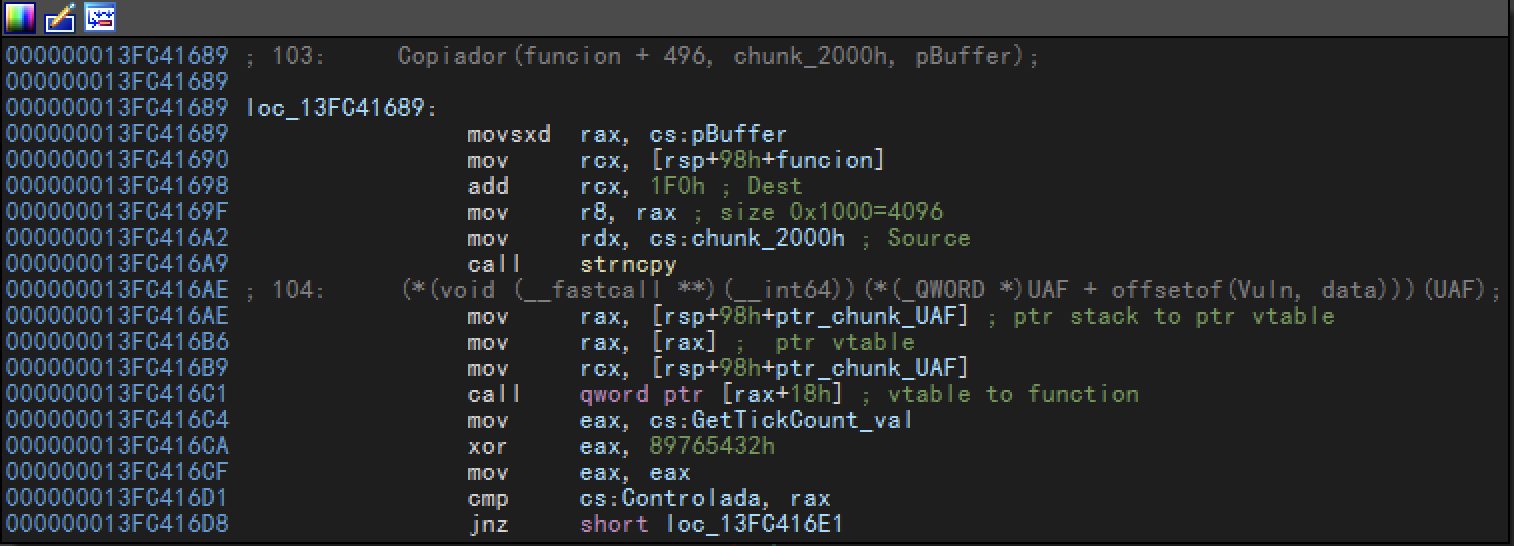 000000013FC41689 ; 103:     Copiador(funcion + 496, chunk_2000h, pBuffer);
000000013FC41689
000000013FC41689 loc_13FC41689:
000000013FC41689 movsxd rax, cs:pBuffer
000000013FC41690 mov rcx, [rsp+98h+funcion]
000000013FC41698 add rcx, 1F0h ; Dest
000000013FC4169F mov r8, rax ; size 0x1000=4096
000000013FC416A2 mov rdx, cs:chunk_2000h ; Source
000000013FC416A9 call strncpy
000000013FC416AE ; 104:     (*(void (__fastcall **)(__int64))(*(_QWORD *)UAF + offsetof(Vuln, data)))(UAF);
000000013FC416AE mov rax, [rsp+98h+ptr_chunk_UAF] ; ptr stack to ptr vtable
000000013FC416B6 mov rax, [rax] ;  ptr vtable
000000013FC416B9 mov rcx, [rsp+98h+ptr_chunk_UAF]
000000013FC416C1 call qword ptr [rax+18h] ; vtable to function
000000013FC416C4 mov eax, cs:GetTickCount_val
000000013FC416CA xor eax, 89765432h
000000013FC416CF mov eax, eax
000000013FC416D1 cmp cs:Controlada, rax
000000013FC416D8 jnz short loc_13FC416E1